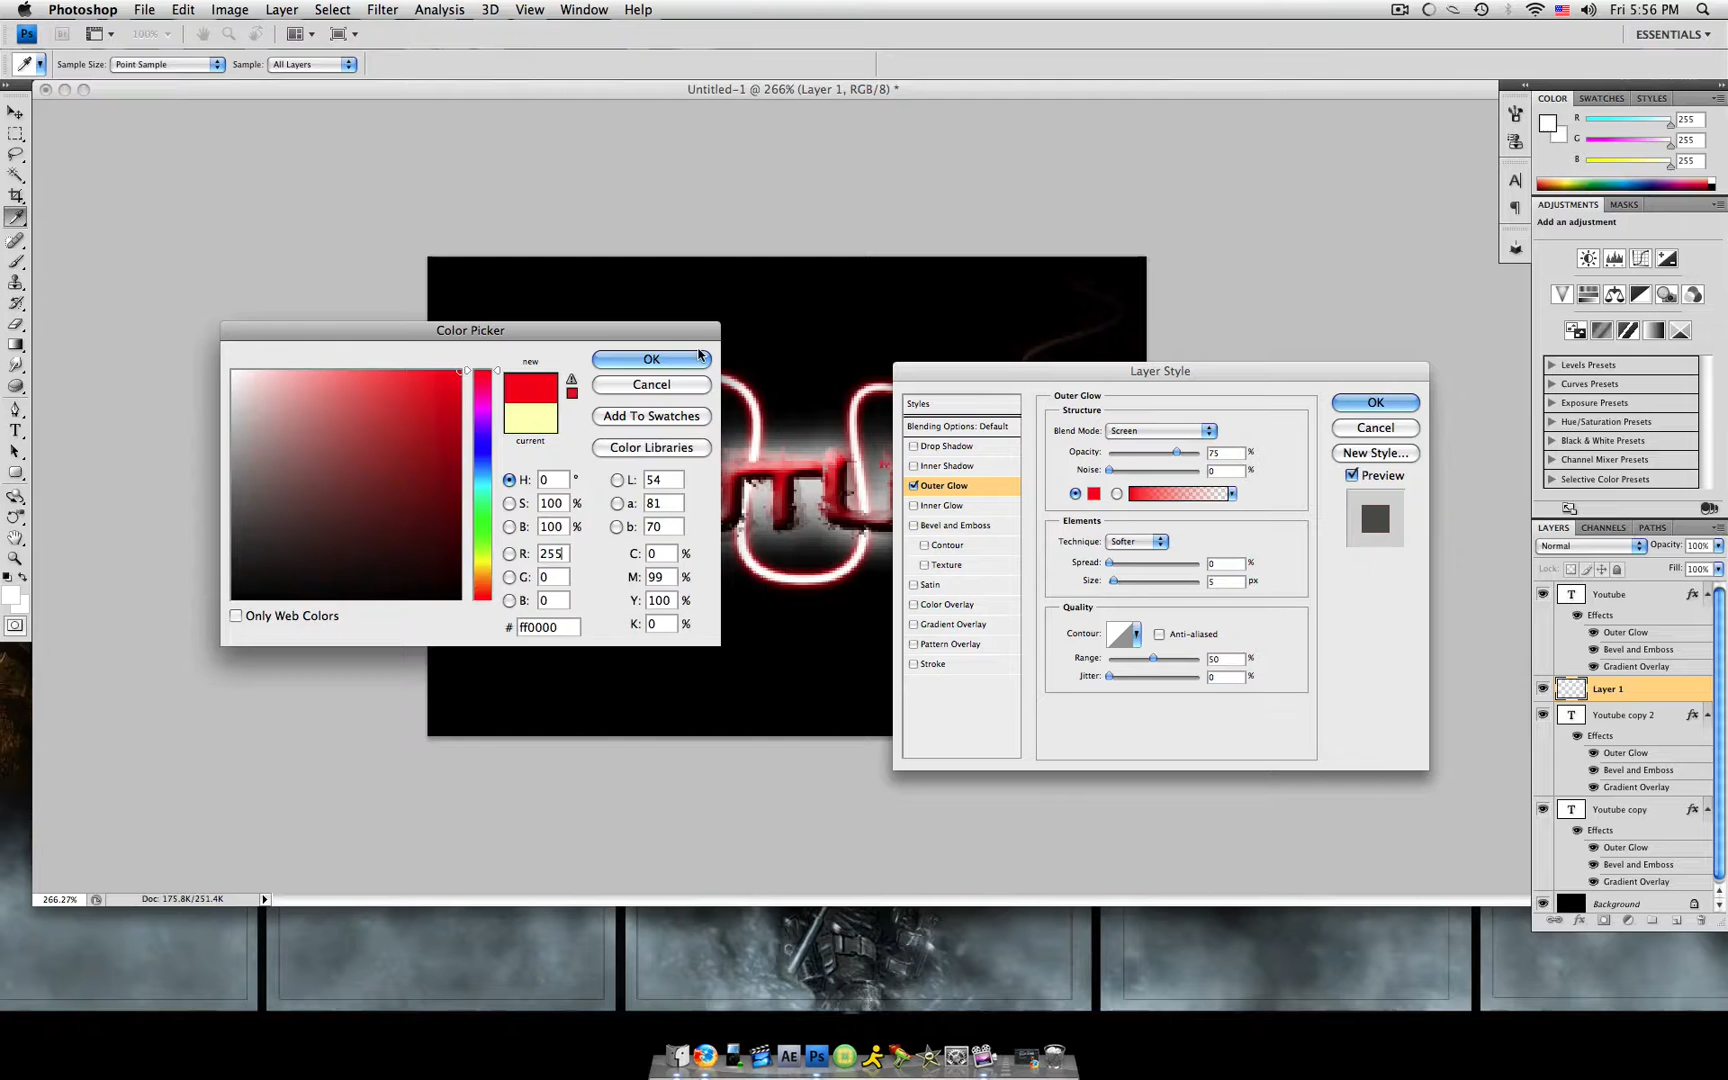 Photoshop File Edit Image Layer Select Filter Analysis 3D View Window Help
Fri 5:56 PM
Ps Br 100% ESSENTIALS
Sample Size: Point Sample Sample: All Layers
Untitled-1 @ 266% (Layer 1, RGB/8) *
COLOR SWATCHES STYLES
R 255
G 255
B 255
ADJUSTMENTS MASKS
Add an adjustment
Levels Presets
Curves Presets
Exposure Presets
Hue/Saturation Presets
Black & White Presets
Channel Mixer Presets
Selective Color Presets
Color Picker
new
current
OK
Cancel
Add To Swatches
Color Libraries
H: 0 °
S: 100 %
B: 100 %
R: 255
G: 0
B: 0
# ff0000
L: 54
a: 81
b: 70
C: 0 %
M: 99 %
Y: 100 %
K: 0 %
Only Web Colors
Layer Style
Styles
Blending Options: Default
Drop Shadow
Inner Shadow
Outer Glow
Inner Glow
Bevel and Emboss
Contour
Texture
Satin
Color Overlay
Gradient Overlay
Pattern Overlay
Stroke
Outer Glow
Structure
Blend Mode: Screen
Opacity: 75 %
Noise: 0 %
Elements
Technique: Softer
Spread: 0 %
Size: 5 px
Quality
Contour: Anti-aliased
Range: 50 %
Jitter: 0 %
OK
Cancel
New Style...
Preview
LAYERS CHANNELS PATHS
Normal Opacity: 100%
Lock: Fill: 100%
T Youtube fx
Effects
Outer Glow
Bevel and Emboss
Gradient Overlay
Layer 1
T Youtube copy 2 fx
Effects
Outer Glow
Bevel and Emboss
Gradient Overlay
T Youtube copy fx
Effects
Outer Glow
Bevel and Emboss
Gradient Overlay
Background
266.27% Doc: 175.8K/251.4K
AE Ps